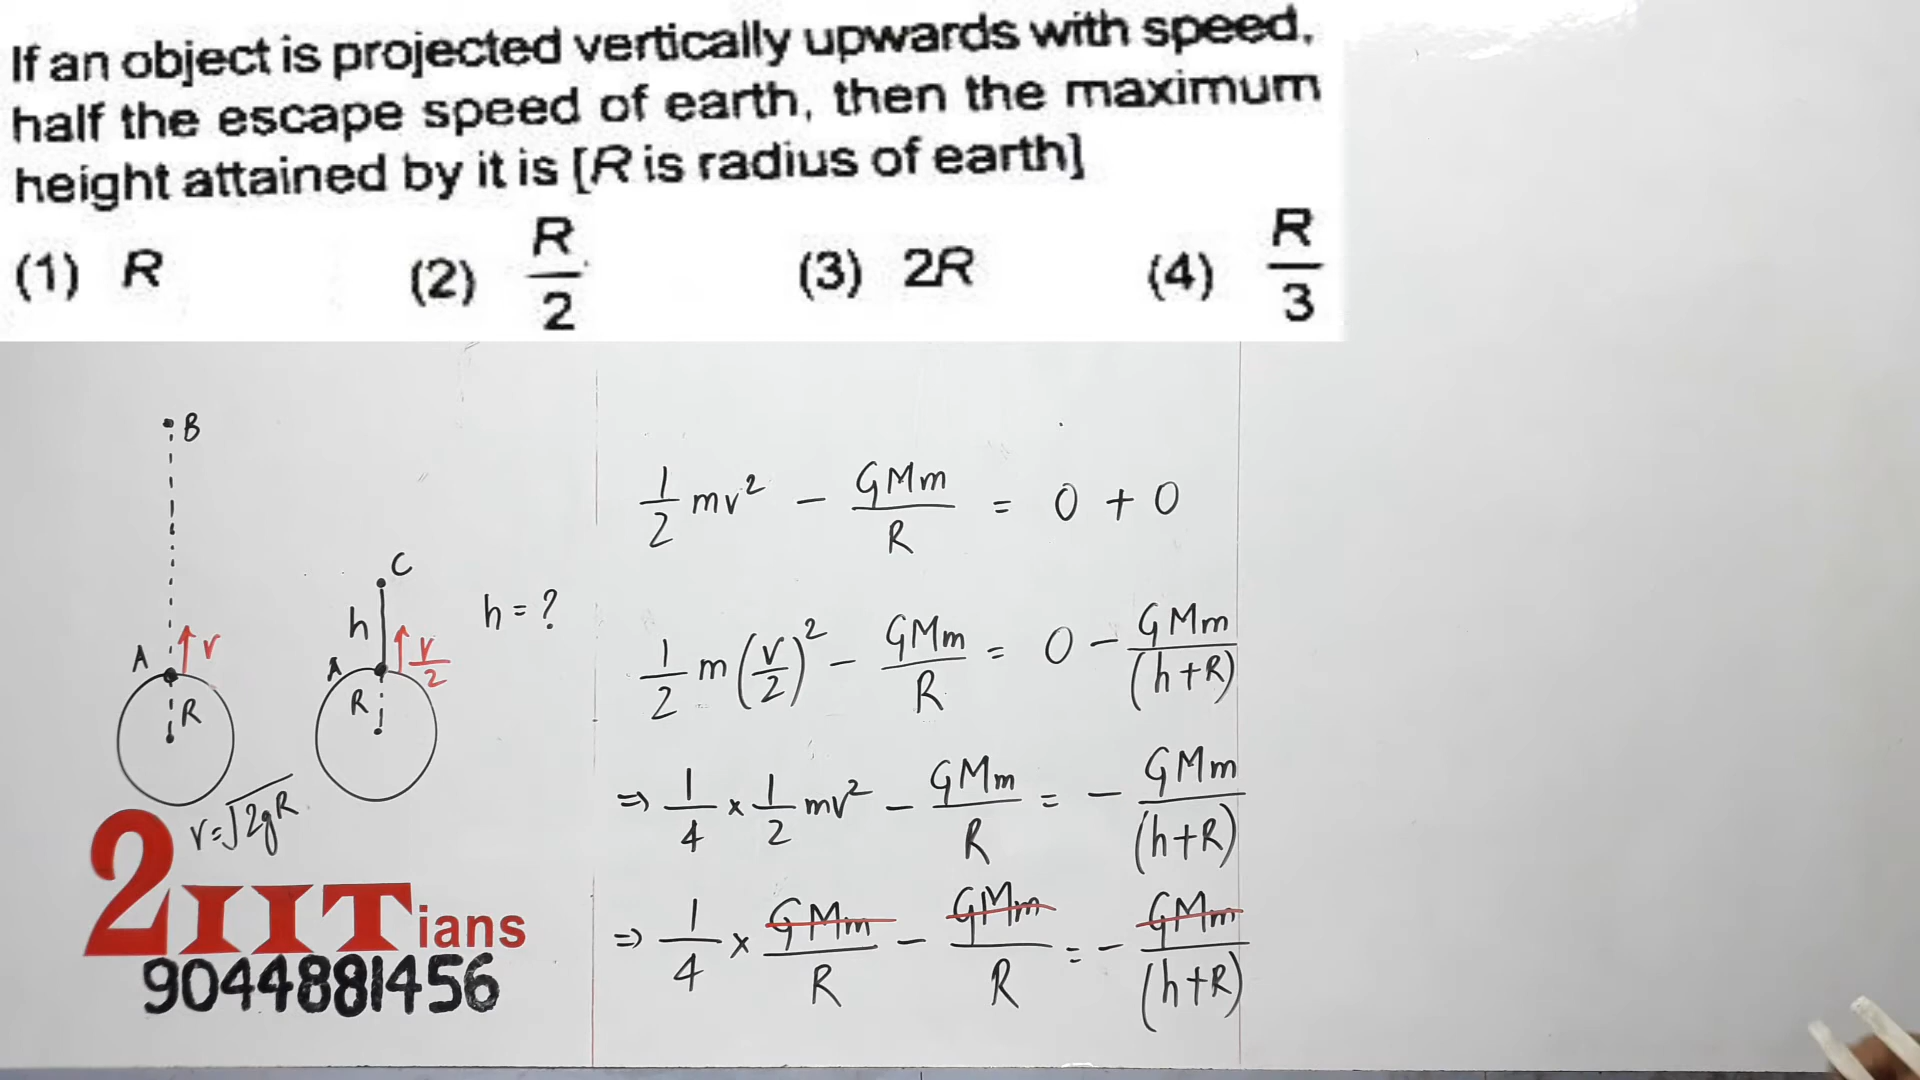 If an object is projected vertically upwards with speed,
half the escape speed of earth, then the maximum
height attained by it is [R is radius of earth]
(1) R (2) R/2 (3) 2R (4) R/3
B
A v
R
v = √2gR
C
h
A v/2
R
h = ?
1/2 mv² − GMm/R = 0 + 0
1/2 m (v/2)² − GMm/R = 0 − GMm/(h+R)
⇒ 1/4 × 1/2 mv² − GMm/R = − GMm/(h+R)
⇒ 1/4 × GMm/R − GMm/R = − GMm/(h+R)
2IITians
9044881456